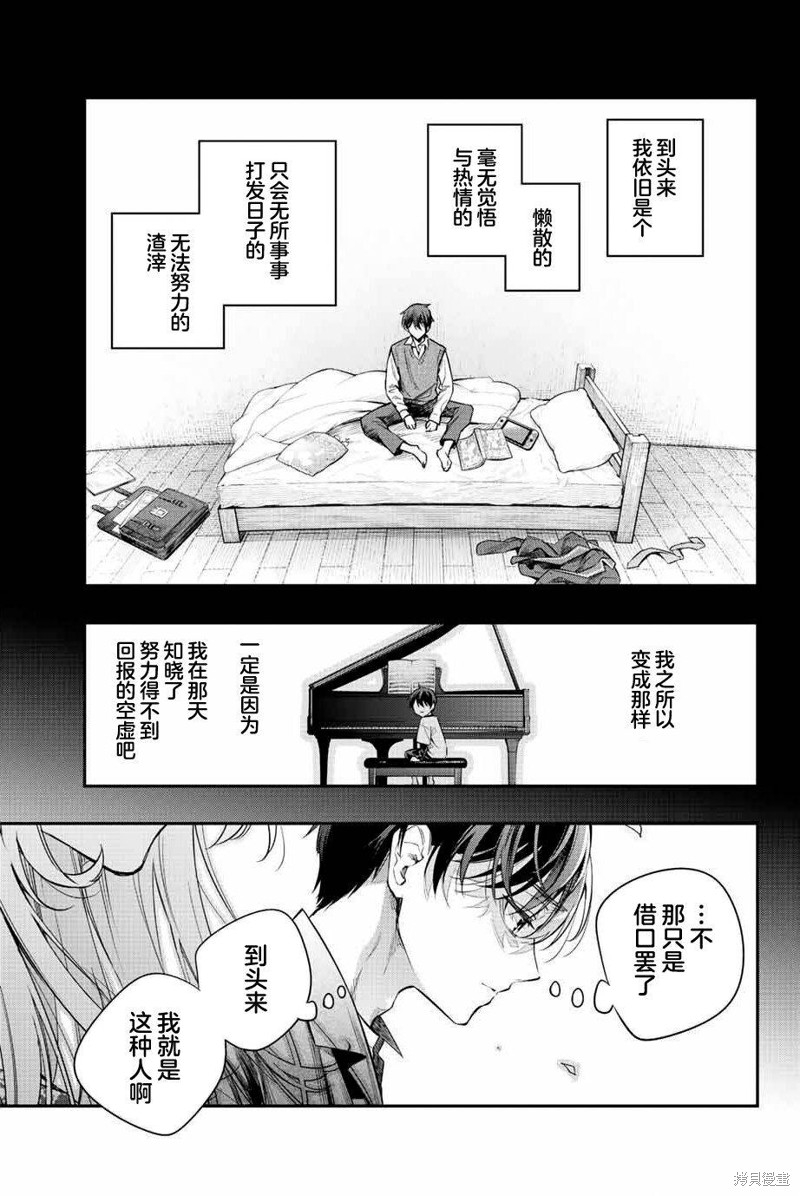 到头来
我依旧是个
懒散的
毫无觉悟
与热情的
只会无所事事
打发日子的
无法努力的
渣滓
我之所以
变成那样
一定是因为
我在那天
知晓了
努力得不到
回报的空虚吧
…不
那只是
借口罢了
到头来
我就是
这种人啊
拷貝漫畫